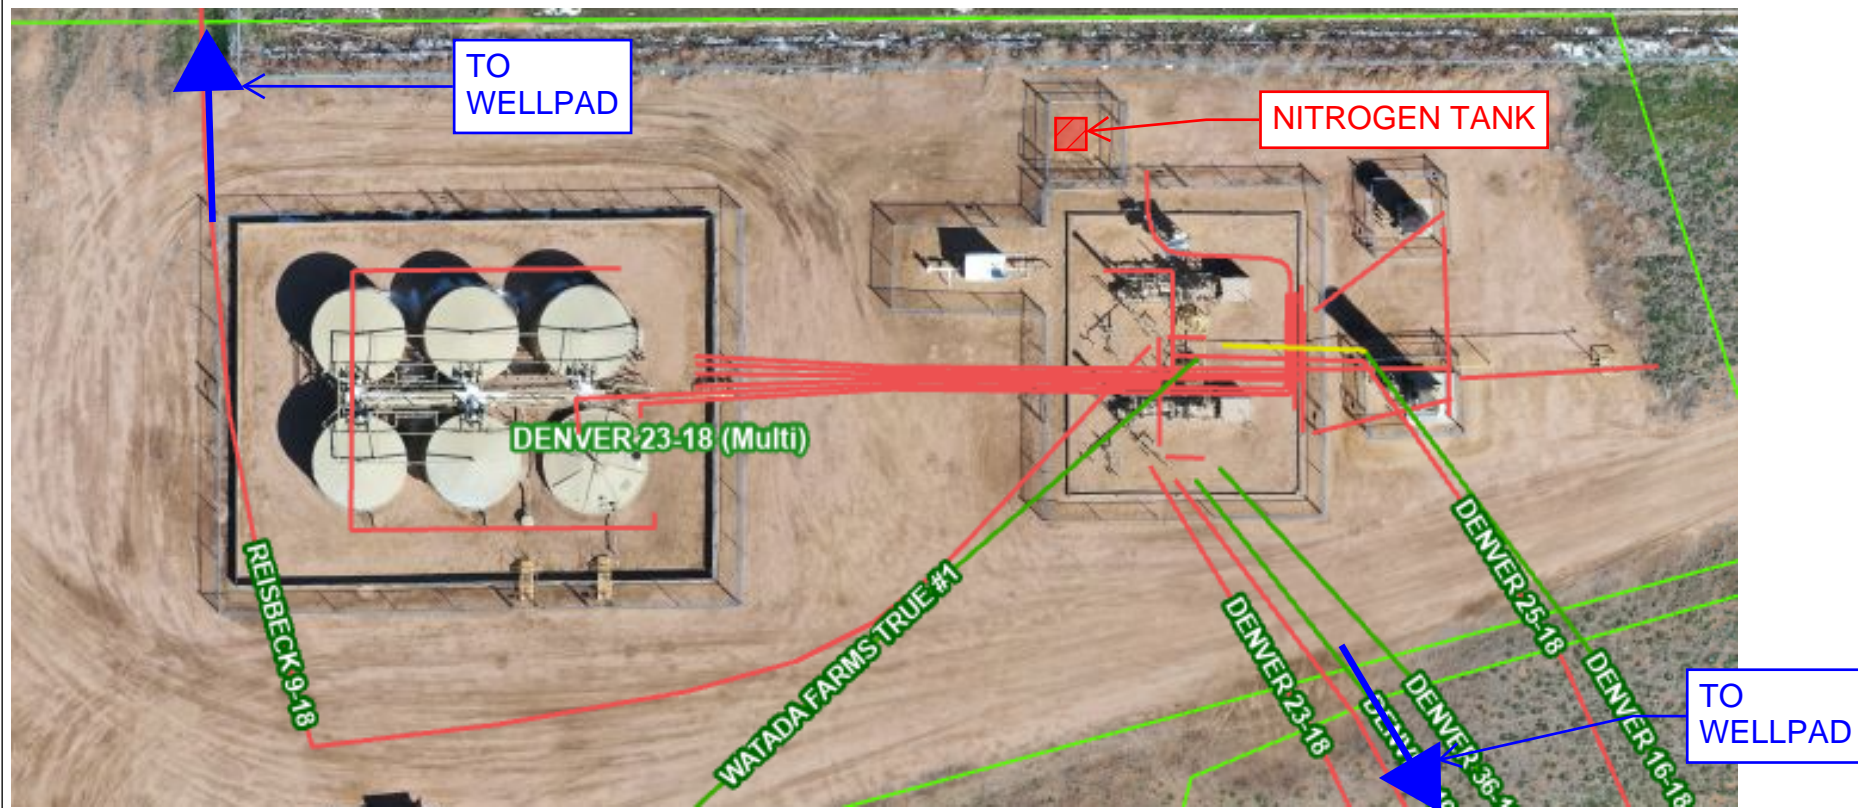 TO
WELLPAD
NITROGEN TANK
DENVER 23-18 (Multi)
REISBECK 9-18
WATADA FARMS TRUE #1
DENVER 25-18
DENVER 23-18
DENVER 16-18
TO
WELLPAD